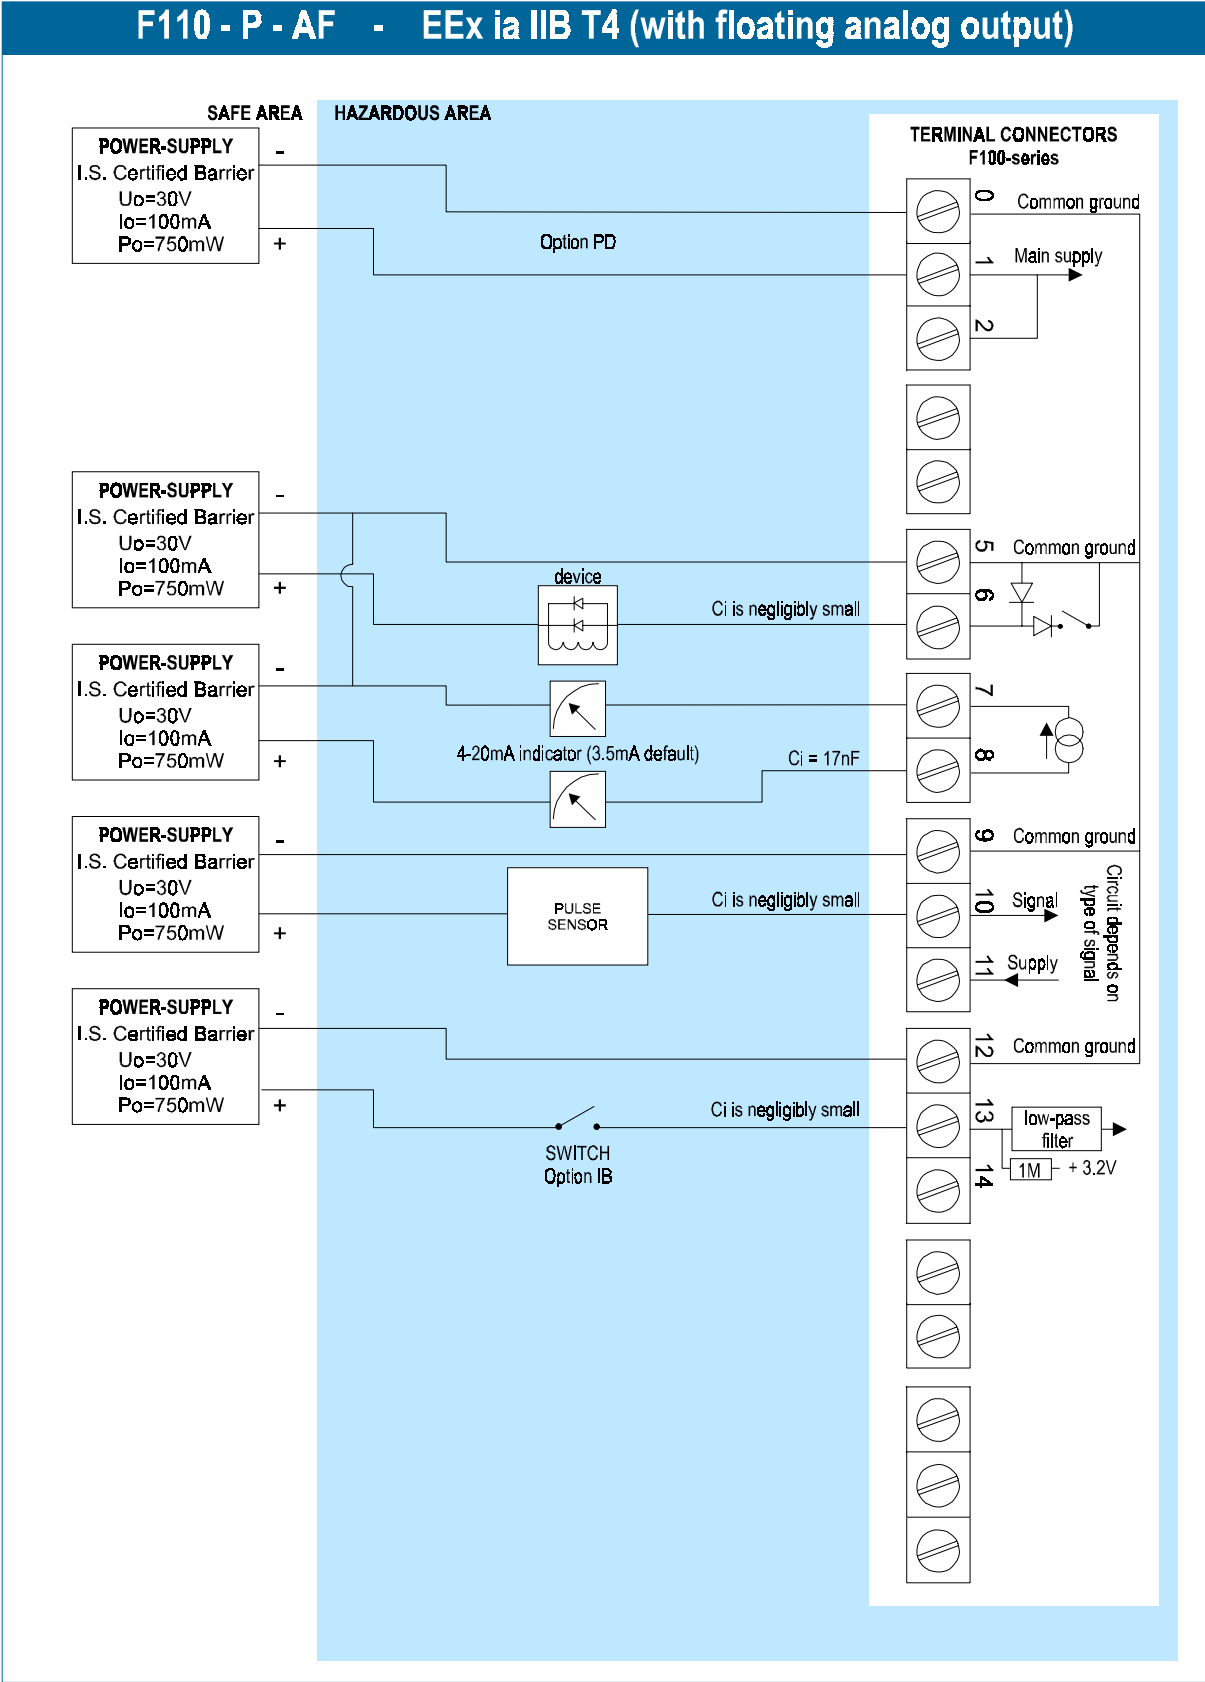 F110 - P - AF - EEx ia IIB T4 (with floating analog output)
SAFE AREA
HAZARDOUS AREA
TERMINAL CONNECTORS
F100-series
POWER-SUPPLY
I.S. Certified Barrier
Uo=30V
Io=100mA
Po=750mW
-
+
Option PD
0
Common ground
1
Main supply
2
POWER-SUPPLY
I.S. Certified Barrier
Uo=30V
Io=100mA
Po=750mW
-
+
device
Ci is negligibly small
5
Common ground
6
POWER-SUPPLY
I.S. Certified Barrier
Uo=30V
Io=100mA
Po=750mW
-
+
4-20mA indicator (3.5mA default)
Ci = 17nF
7
8
POWER-SUPPLY
I.S. Certified Barrier
Uo=30V
Io=100mA
Po=750mW
-
+
PULSE
SENSOR
Ci is negligibly small
9
Common ground
10
Signal
11
Supply
Circuit depends on
type of signal
POWER-SUPPLY
I.S. Certified Barrier
Uo=30V
Io=100mA
Po=750mW
-
+
SWITCH
Option IB
Ci is negligibly small
12
Common ground
13
low-pass
filter
14
1M
+ 3.2V